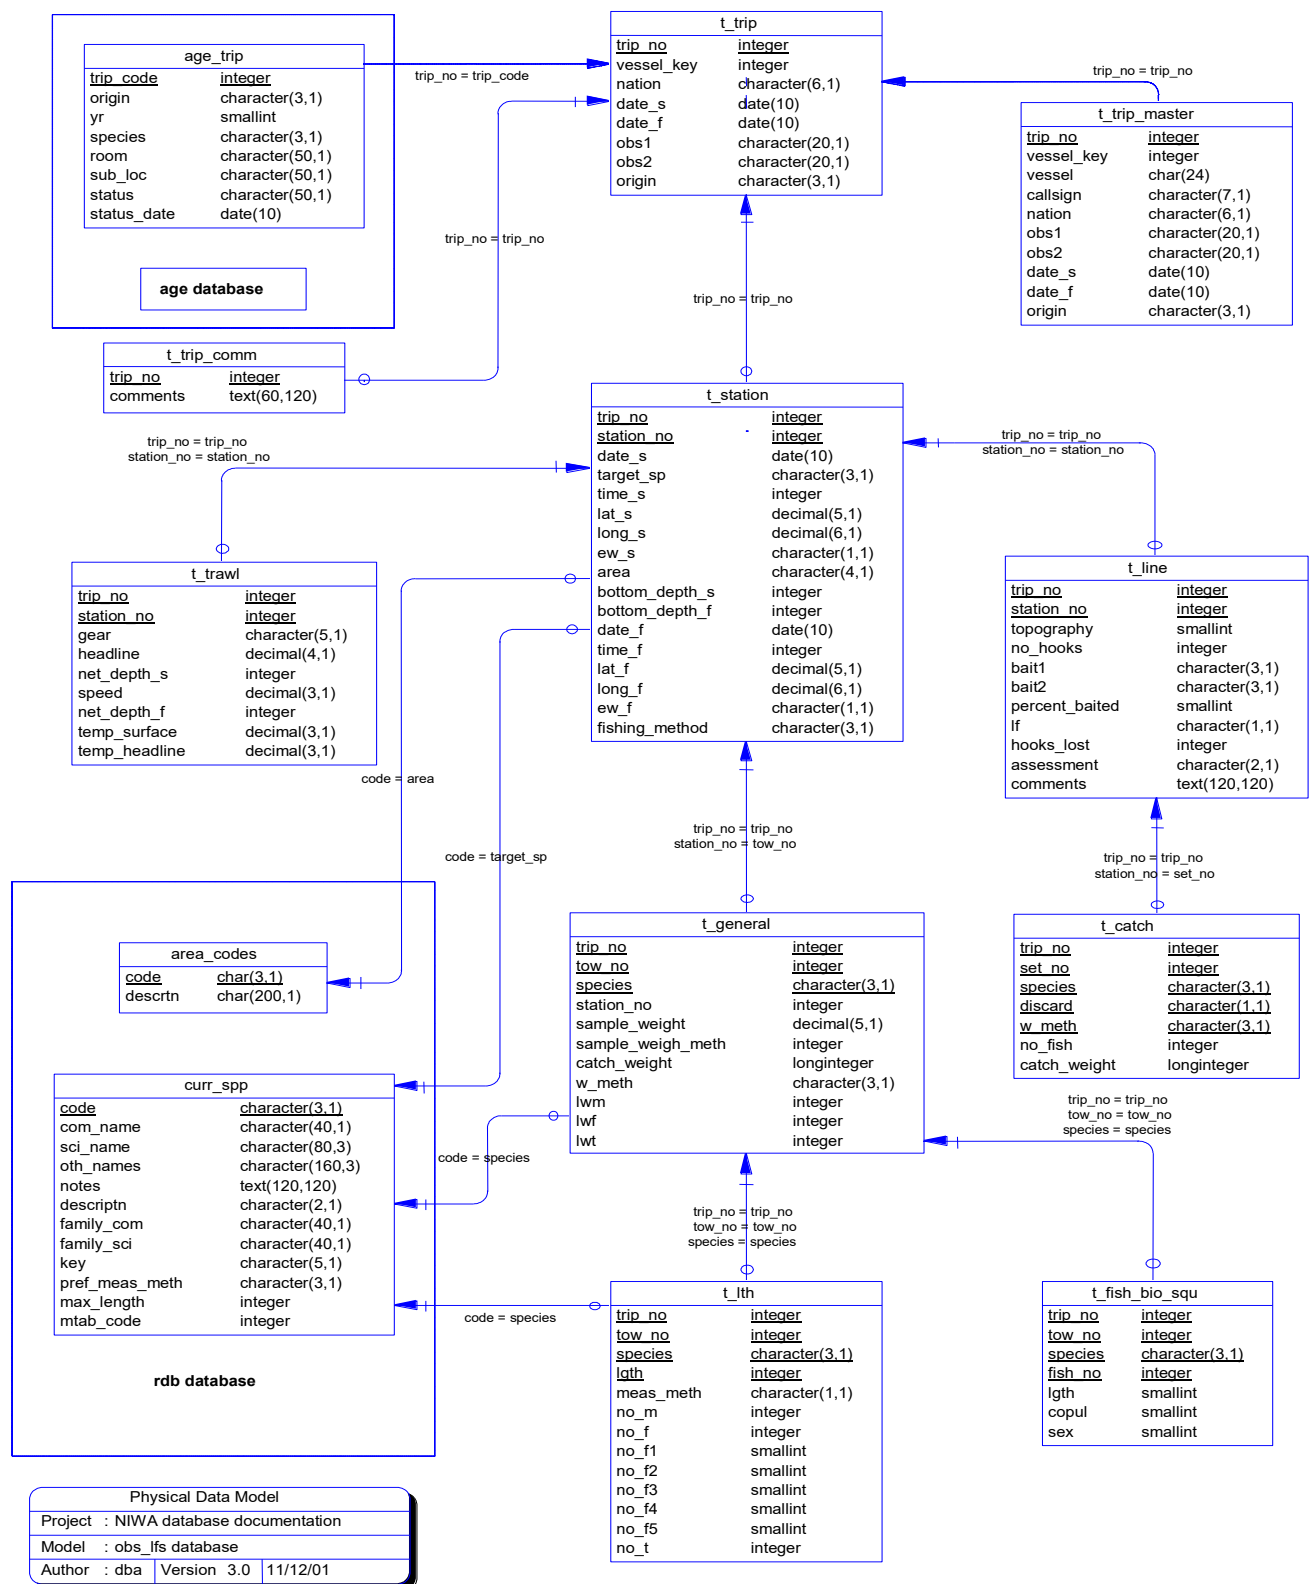 t_trip
trip_no integer
vessel_key integer
nation character(6,1)
date_s date(10)
date_f date(10)
obs1 character(20,1)
obs2 character(20,1)
origin character(3,1)
age_trip
trip_code integer
origin character(3,1)
yr smallint
species character(3,1)
room character(50,1)
sub_loc character(50,1)
status character(50,1)
status_date date(10)
age database
trip_no = trip_code
trip_no = trip_no
t_trip_master
trip_no integer
vessel_key integer
vessel char(24)
callsign character(7,1)
nation character(6,1)
obs1 character(20,1)
obs2 character(20,1)
date_s date(10)
date_f date(10)
origin character(3,1)
trip_no = trip_no
trip_no = trip_no
t_trip_comm
trip_no integer
comments text(60,120)
t_station
trip_no integer
station_no integer
date_s date(10)
target_sp character(3,1)
time_s integer
lat_s decimal(5,1)
long_s decimal(6,1)
ew_s character(1,1)
area character(4,1)
bottom_depth_s integer
bottom_depth_f integer
date_f date(10)
time_f integer
lat_f decimal(5,1)
long_f decimal(6,1)
ew_f character(1,1)
fishing_method character(3,1)
trip_no = trip_no
station_no = station_no
trip_no = trip_no
station_no = station_no
t_trawl
trip_no integer
station_no integer
gear character(5,1)
headline decimal(4,1)
net_depth_s integer
speed decimal(3,1)
net_depth_f integer
temp_surface decimal(3,1)
temp_headline decimal(3,1)
t_line
trip_no integer
station_no integer
topography smallint
no_hooks integer
bait1 character(3,1)
bait2 character(3,1)
percent_baited smallint
lf character(1,1)
hooks_lost integer
assessment character(2,1)
comments text(120,120)
code = area
trip_no = trip_no
station_no = tow_no
code = target_sp
trip_no = trip_no
station_no = set_no
area_codes
code char(3,1)
descrtn char(200,1)
t_general
trip_no integer
tow_no integer
species character(3,1)
station_no integer
sample_weight decimal(5,1)
sample_weigh_meth integer
catch_weight longinteger
w_meth character(3,1)
lwm integer
lwf integer
lwt integer
t_catch
trip_no integer
set_no integer
species character(3,1)
discard character(1,1)
w_meth character(3,1)
no_fish integer
catch_weight longinteger
curr_spp
code character(3,1)
com_name character(40,1)
sci_name character(80,3)
oth_names character(160,3)
notes text(120,120)
descriptn character(2,1)
family_com character(40,1)
family_sci character(40,1)
key character(5,1)
pref_meas_meth character(3,1)
max_length integer
mtab_code integer
rdb database
code = species
trip_no = trip_no
tow_no = tow_no
species = species
trip_no = trip_no
tow_no = tow_no
species = species
code = species
t_lth
trip_no integer
tow_no integer
species character(3,1)
lgth integer
meas_meth character(1,1)
no_m integer
no_f integer
no_f1 smallint
no_f2 smallint
no_f3 smallint
no_f4 smallint
no_f5 smallint
no_t integer
t_fish_bio_squ
trip_no integer
tow_no integer
species character(3,1)
fish_no integer
lgth smallint
copul smallint
sex smallint
Physical Data Model
Project : NIWA database documentation
Model : obs_lfs database
Author : dba Version 3.0 11/12/01